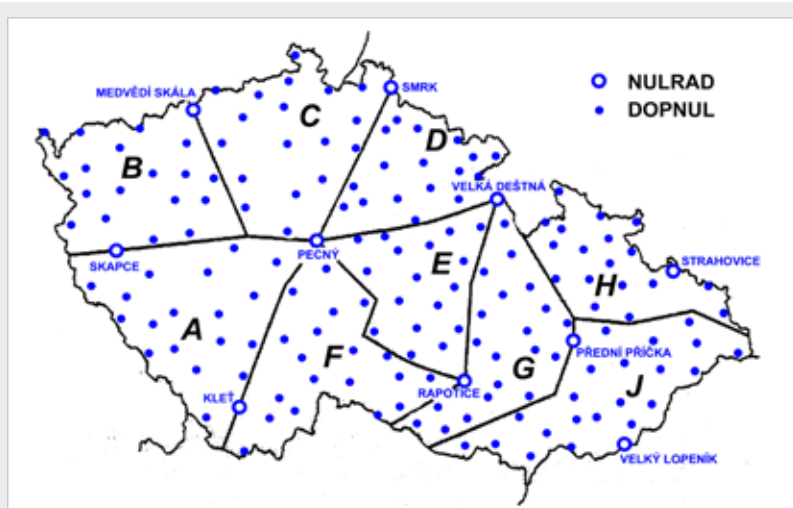 NULRAD
DOPNUL
MEDVĚDÍ SKÁLA
SMRK
C
D
B
VELKÁ DEŠTNÁ
PECNÝ
SKAPCE
E
STRAHOVICE
H
A
F
PŘEDNÍ PŘÍČKA
G
J
KLEŤ
RAPOTICE
VELKÝ LOPENÍK